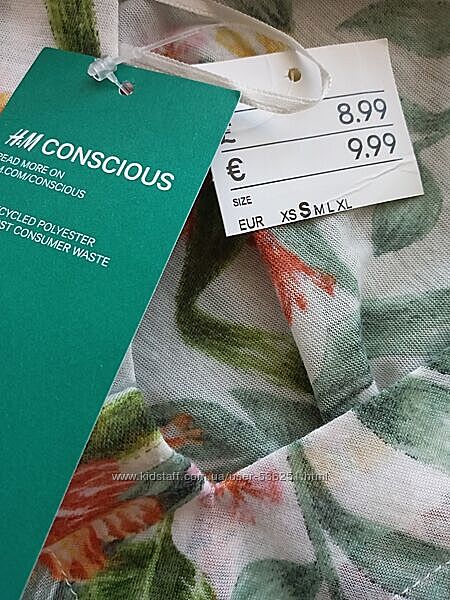 H&M CONSCIOUS
READ MORE ON
.COM/CONSCIOUS
CYCLED POLYESTER
ST CONSUMER WASTE
£ 8.99
€ 9.99
SIZE
EUR XS S M L XL